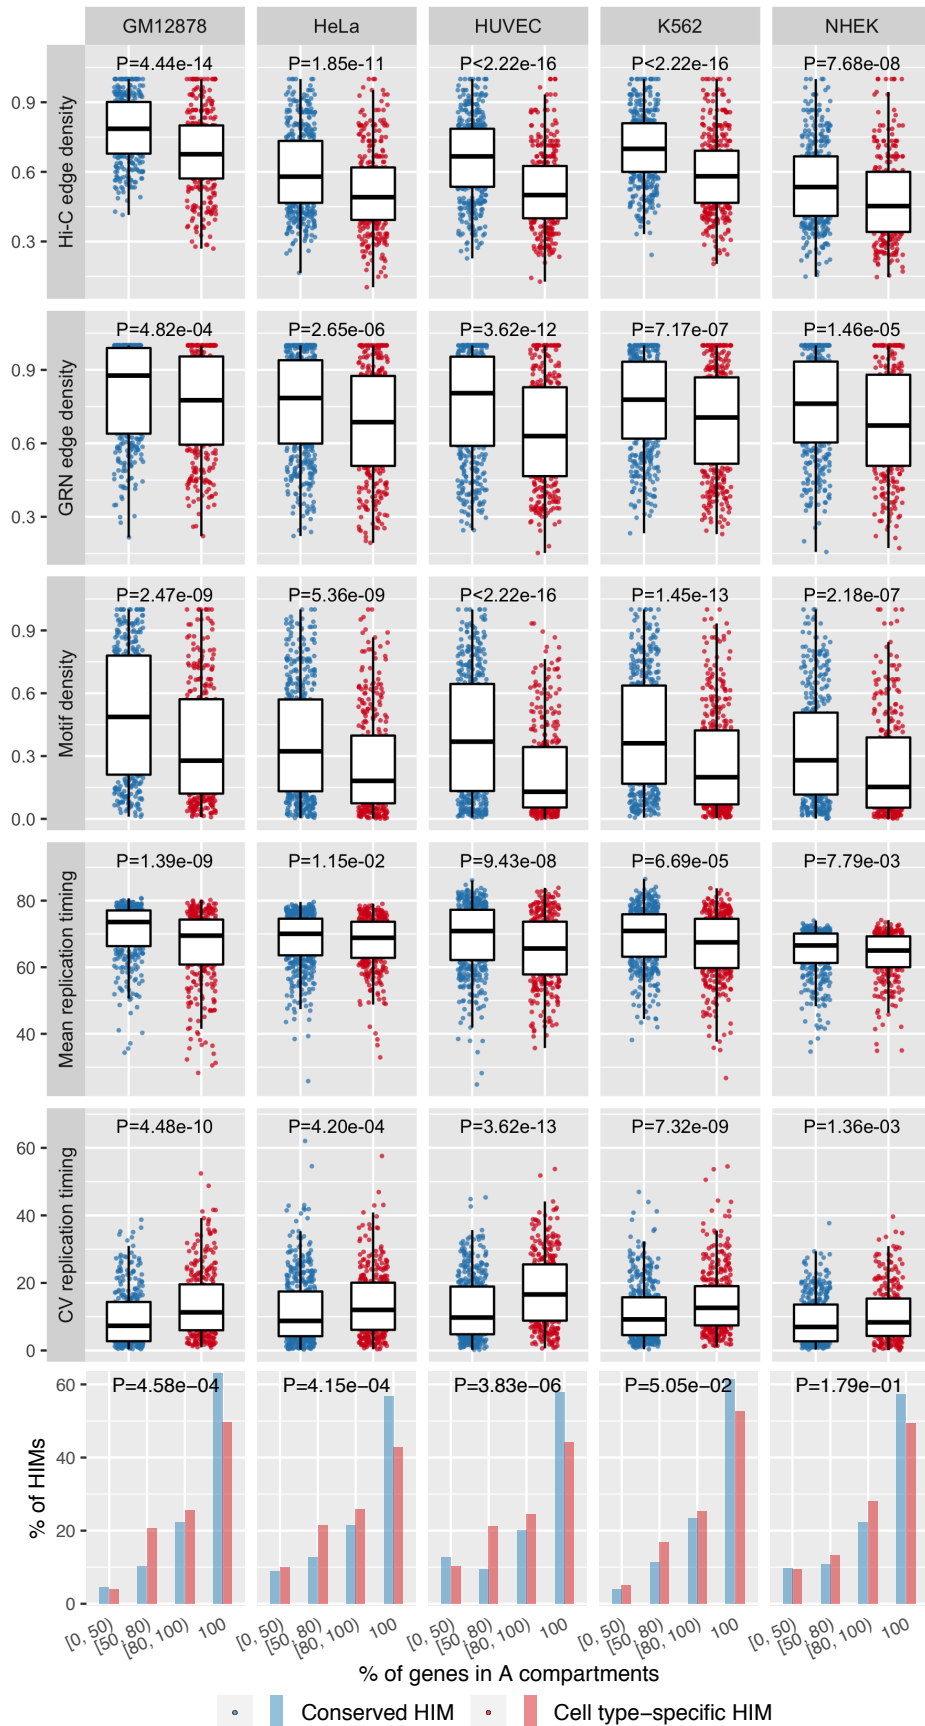 GM12878 HeLa HUVEC K562 NHEK
Hi-C edge density
P=4.44e-14 P=1.85e-11 P<2.22e-16 P<2.22e-16 P=7.68e-08
0.9
0.6
0.3
GRN edge density
P=4.82e-04 P=2.65e-06 P=3.62e-12 P=7.17e-07 P=1.46e-05
0.9
0.6
0.3
Motif density
P=2.47e-09 P=5.36e-09 P<2.22e-16 P=1.45e-13 P=2.18e-07
0.9
0.6
0.3
0.0
Mean replication timing
P=1.39e-09 P=1.15e-02 P=9.43e-08 P=6.69e-05 P=7.79e-03
80
60
40
CV replication timing
P=4.48e-10 P=4.20e-04 P=3.62e-13 P=7.32e-09 P=1.36e-03
60
40
20
0
% of HIMs
P=4.58e−04 P=4.15e−04 P=3.83e−06 P=5.05e−02 P=1.79e−01
60
40
20
0
[0, 50) [50, 80) [80, 100) 100 [0, 50) [50, 80) [80, 100) 100 [0, 50) [50, 80) [80, 100) 100 [0, 50) [50, 80) [80, 100) 100 [0, 50) [50, 80) [80, 100) 100
% of genes in A compartments
Conserved HIM Cell type−specific HIM